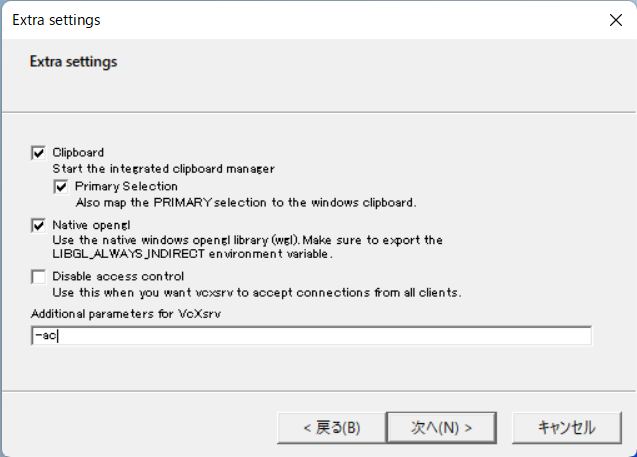 Extra settings
Extra settings
Clipboard
Start the integrated clipboard manager
Primary Selection
Also map the PRIMARY selection to the windows clipboard.
Native opengl
Use the native windows opengl library (wgl). Make sure to export the
LIBGL_ALWAYS_INDIRECT environment variable.
Disable access control
Use this when you want vcxsrv to accept connections from all clients.
Additional parameters for VcXsrv
-ac
< 戻る(B) 次へ(N) > キャンセル